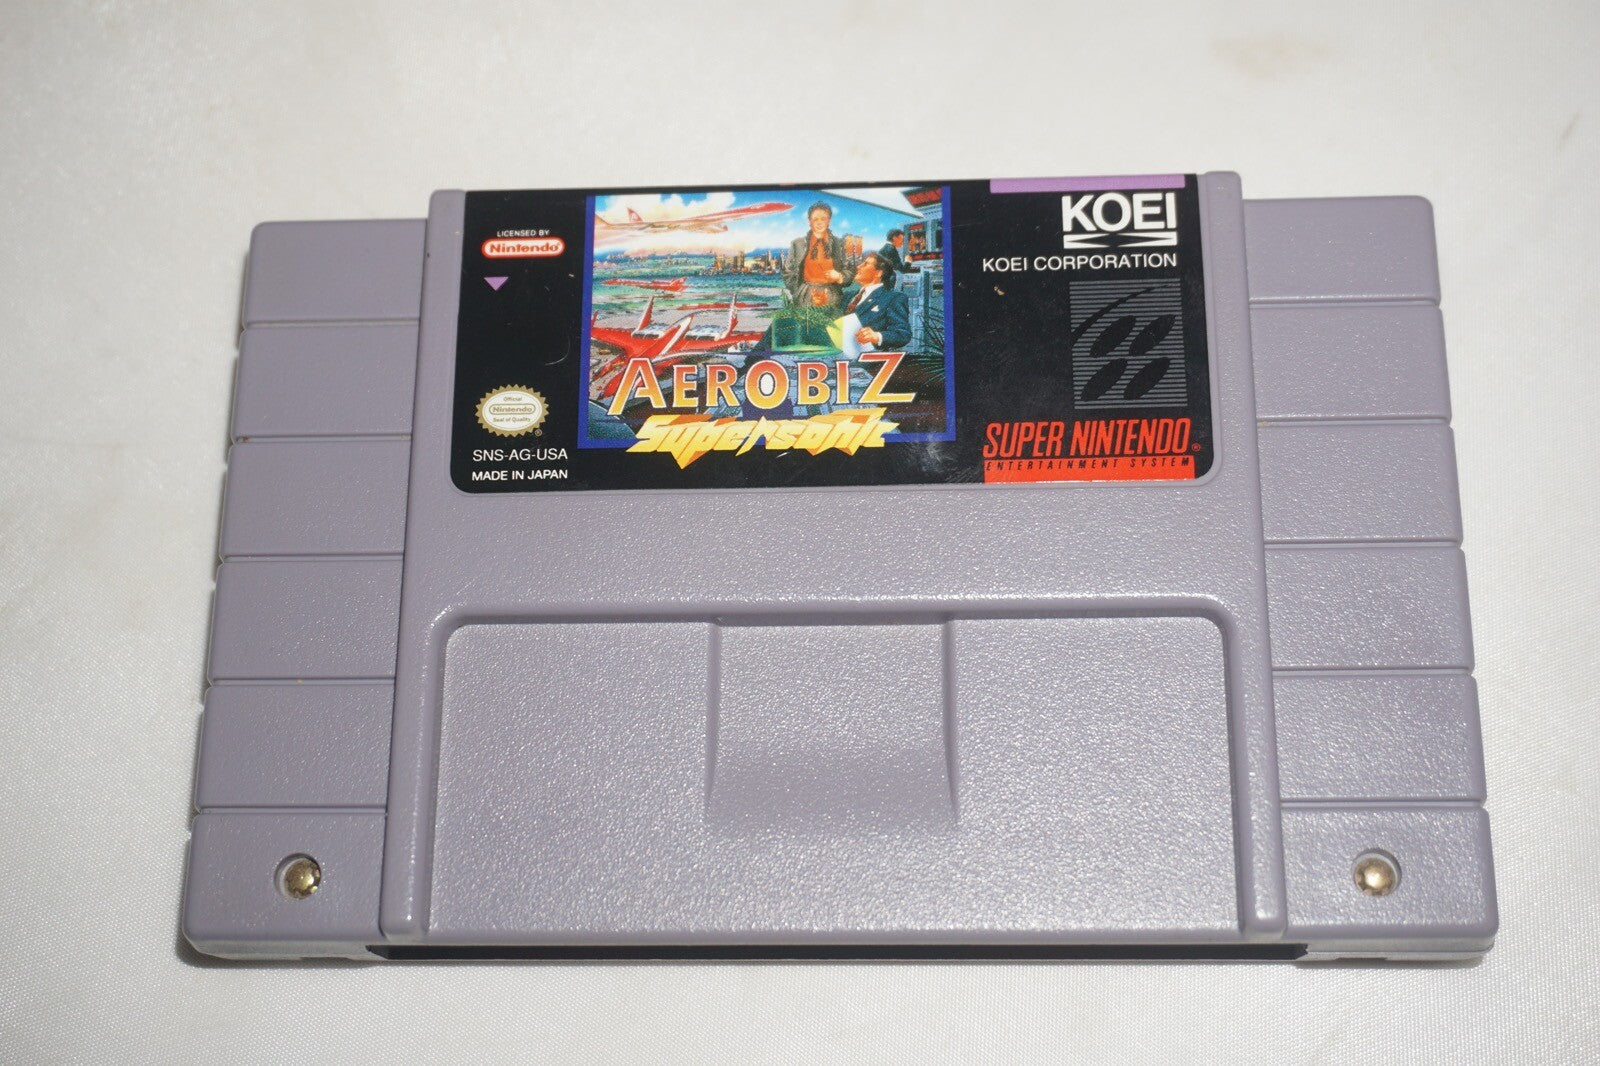 LICENSED BY
Nintendo
Official
Nintendo
Seal of Quality
SNS-AG-USA
MADE IN JAPAN
AEROBIZ
Supersonic
KOEI
KOEI CORPORATION
SUPER NINTENDO®
ENTERTAINMENT SYSTEM